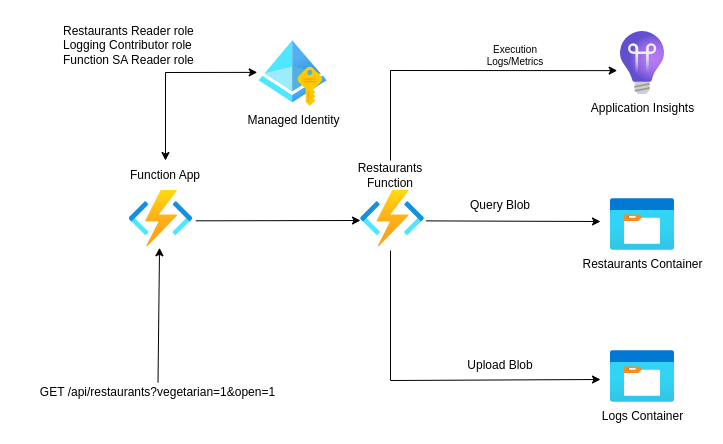 Restaurants Reader role
Logging Contributor role
Function SA Reader role
Managed Identity
Execution
Logs/Metrics
Application Insights
Function App
Restaurants
Function
Query Blob
Restaurants Container
Upload Blob
GET /api/restaurants?vegetarian=1&open=1
Logs Container